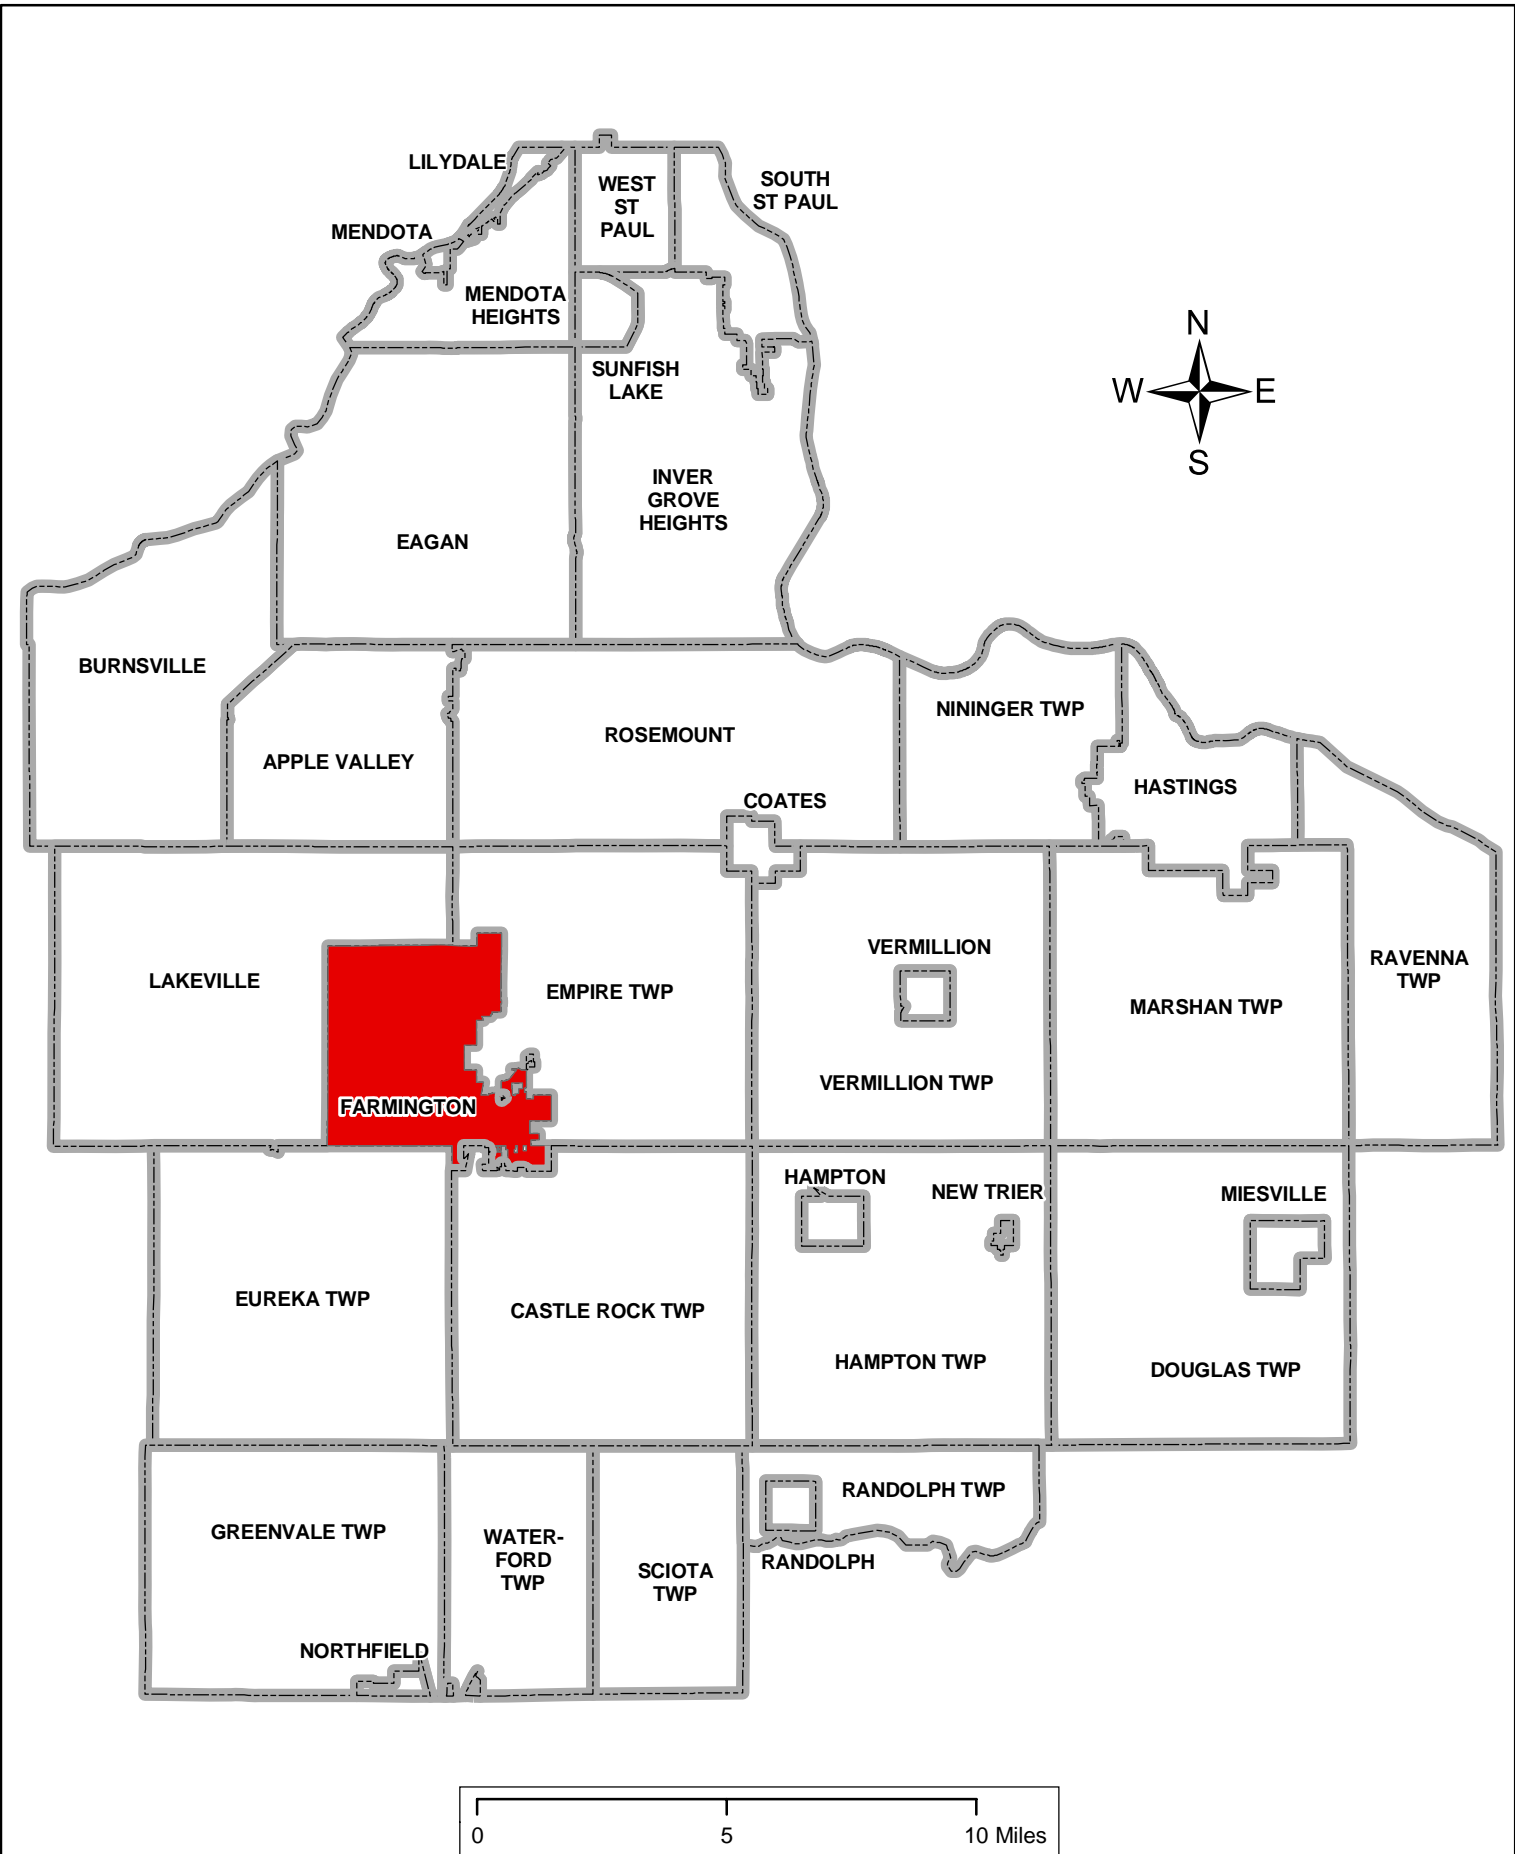 LILYDALE
WEST
ST
PAUL
SOUTH
ST PAUL
MENDOTA
MENDOTA
HEIGHTS
N
W
E
S
SUNFISH
LAKE
INVER
GROVE
HEIGHTS
EAGAN
BURNSVILLE
NININGER TWP
ROSEMOUNT
APPLE VALLEY
HASTINGS
COATES
VERMILLION
RAVENNA
TWP
LAKEVILLE
EMPIRE TWP
MARSHAN TWP
VERMILLION TWP
FARMINGTON
HAMPTON
NEW TRIER
MIESVILLE
EUREKA TWP
CASTLE ROCK TWP
HAMPTON TWP
DOUGLAS TWP
RANDOLPH TWP
GREENVALE TWP
WATER-
FORD
TWP
RANDOLPH
SCIOTA
TWP
NORTHFIELD
0 5 10 Miles